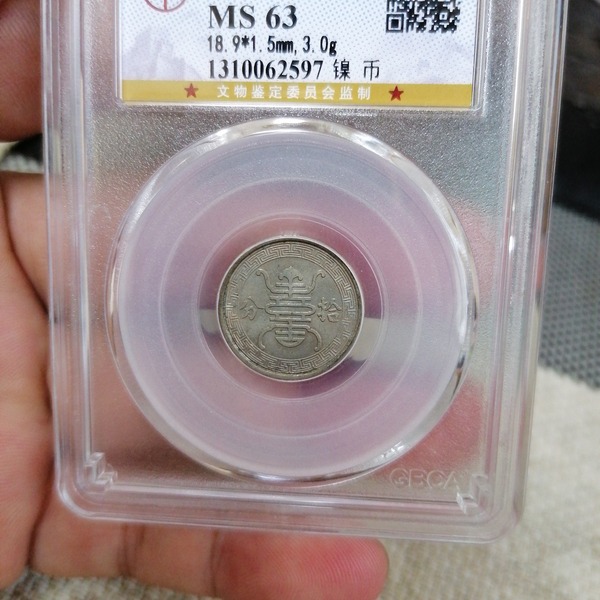 MS 63
18.9*1.5mm,3.0g
1310062597 镍 币
文物鉴定委员会监制
分 拾
GBCA